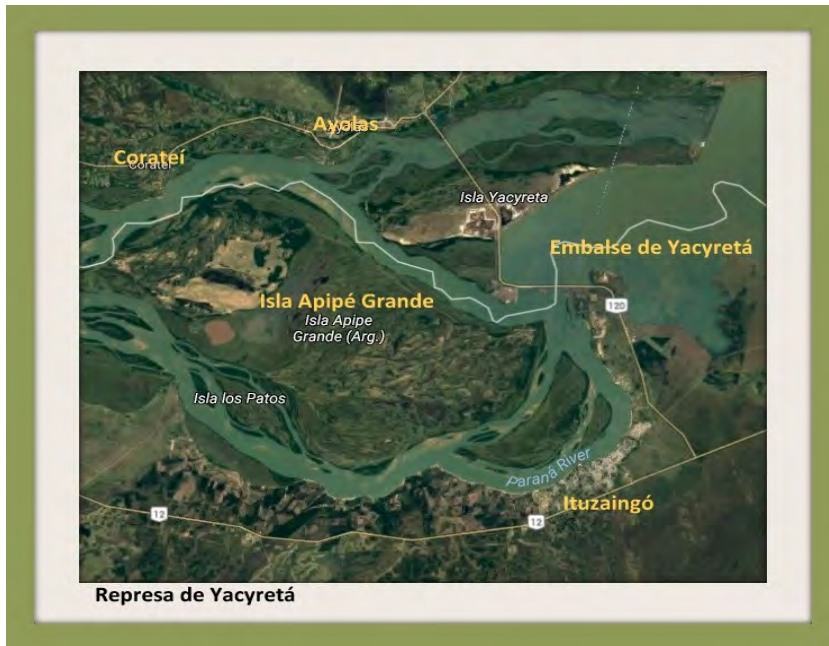 Ayolas
Ayolas
Corateí
Corateí
Isla Yacyreta
Embalse de Yacyretá
Isla Apipé Grande
Isla Apipe
Grande (Arg.)
120
Isla los Patos
Paraná River
Ituzaingó
12
12
Represa de Yacyretá